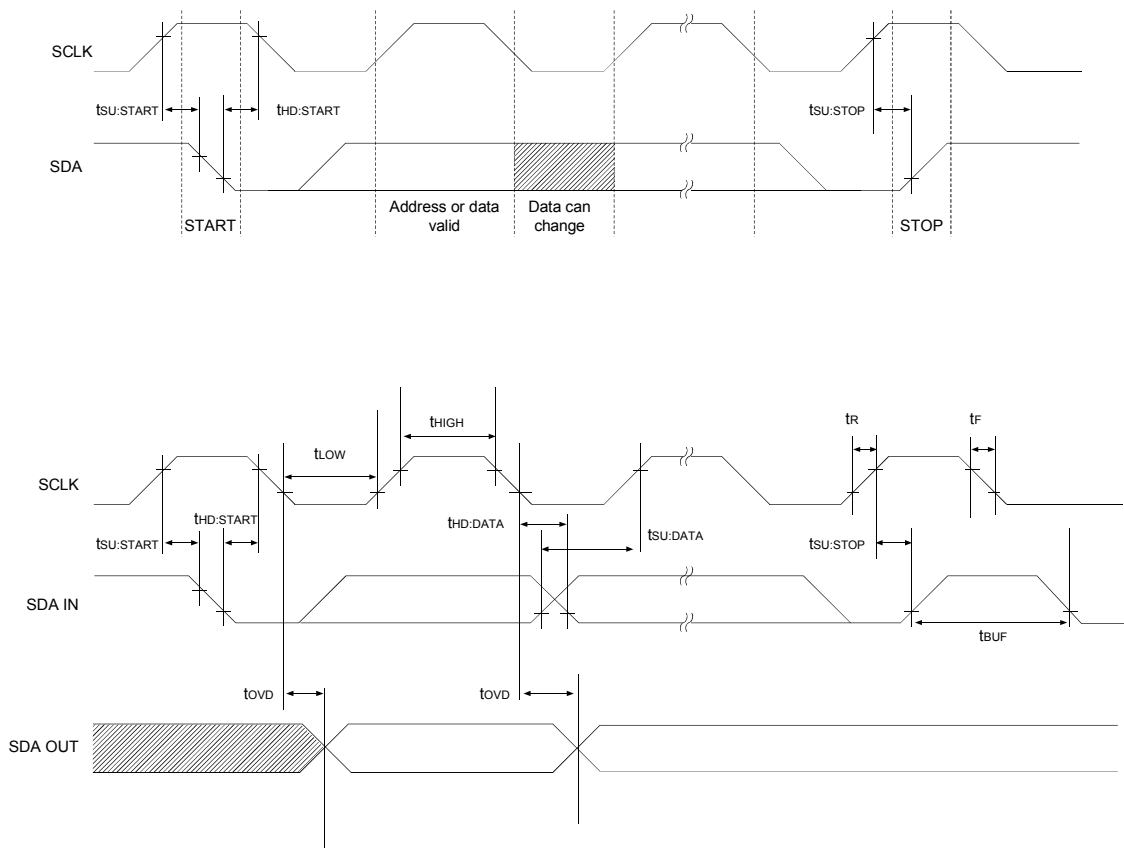 SCLK
tSU:START
tHD:START
tSU:STOP
SDA
Address or data
valid
Data can
change
START
STOP
tHIGH
tR
tF
tLOW
SCLK
tHD:START
tHD:DATA
tSU:START
tSU:DATA
tSU:STOP
SDA IN
tBUF
tOVD
tOVD
SDA OUT